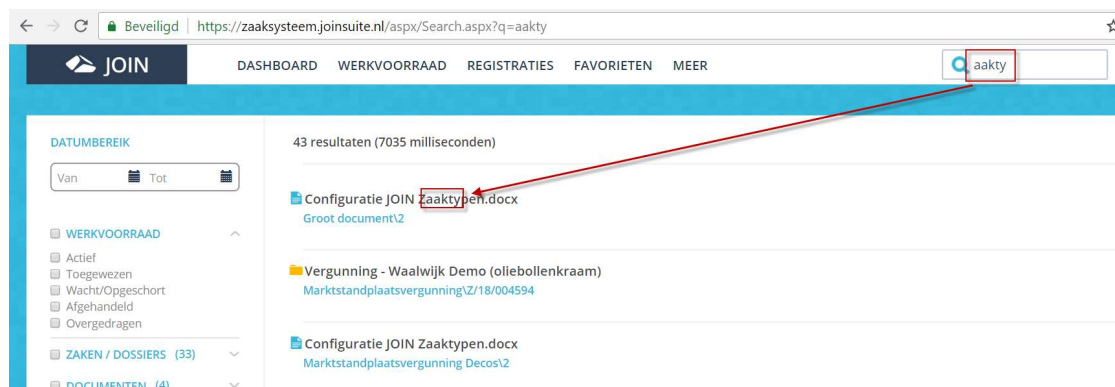 Beveiligd | https://zaaksysteem.joinsuite.nl/aspx/Search.aspx?q=aakty
JOIN DASHBOARD WERKVOORRAAD REGISTRATIES FAVORIETEN MEER aakty
DATUMBEREIK
43 resultaten (7035 milliseconden)
Van Tot
Configuratie JOIN Zaaktypen.docx
Groot document\2
WERKVOORRAAD
Actief
Toegewezen
Wacht/Opgeschort
Afgehandeld
Overgedragen
Vergunning - Waalwijk Demo (oliebollenkraam)
Marktstandplaatsvergunning\Z/18/004594
ZAKEN / DOSSIERS (33)
Configuratie JOIN Zaaktypen.docx
Marktstandplaatsvergunning Decos\2
DOCUMENTEN (4)